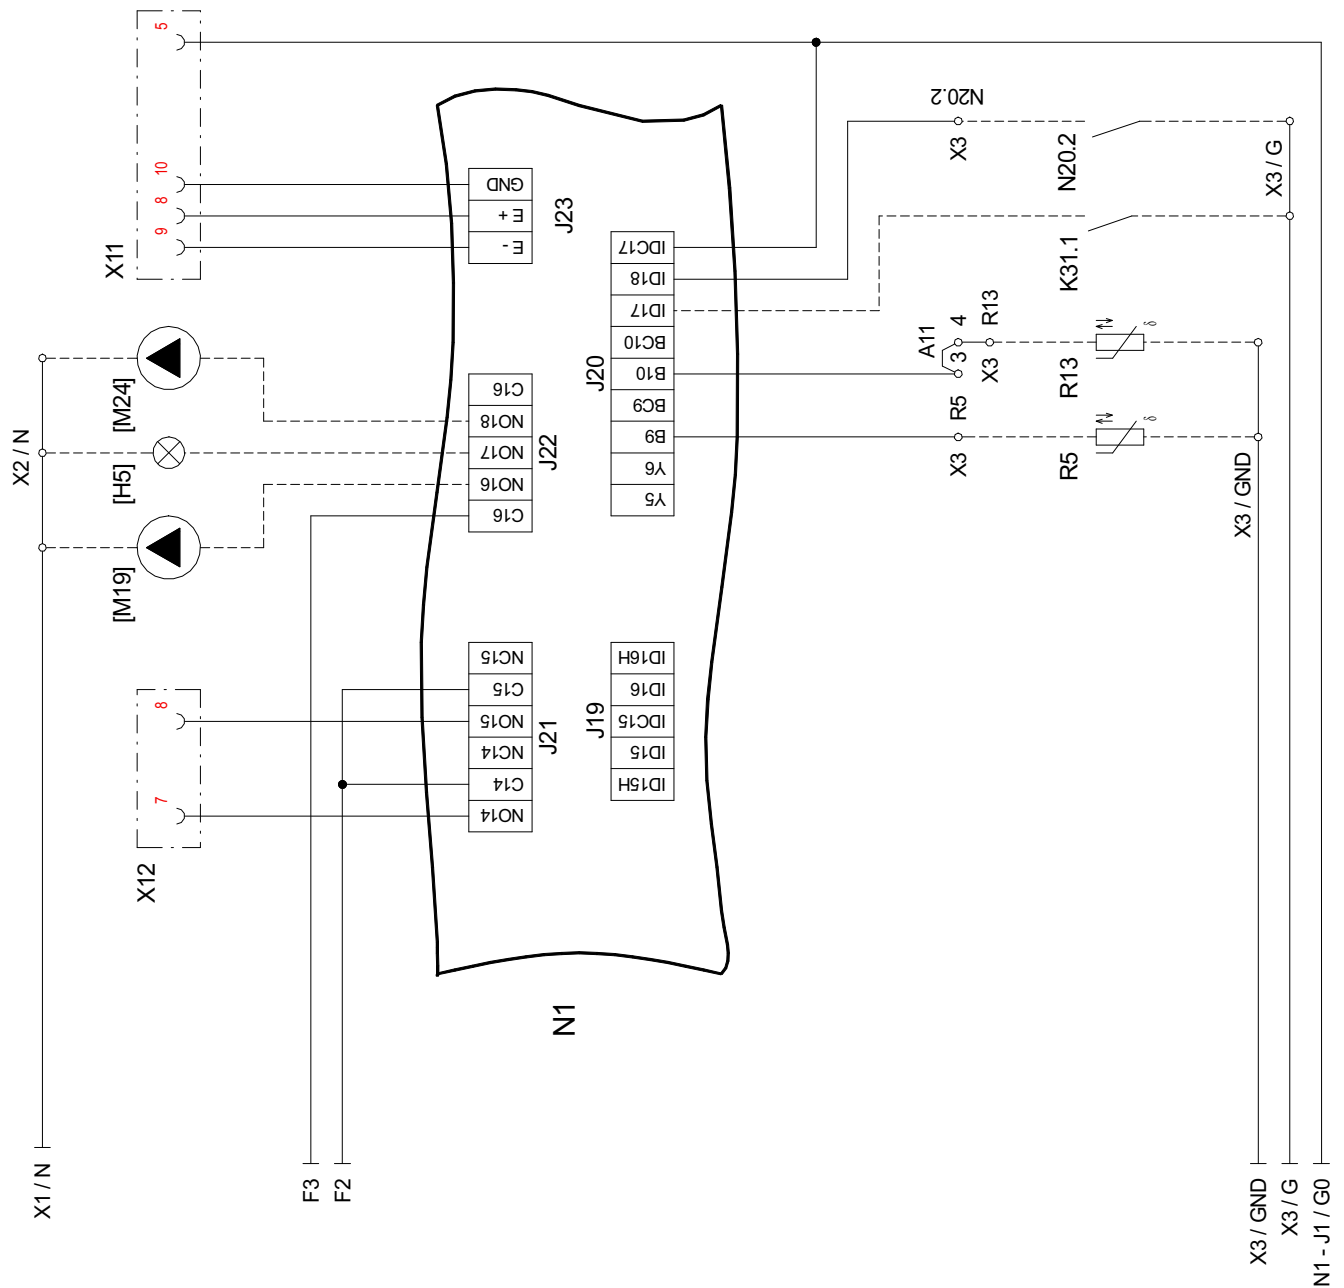 5
10
8
9
X11
GND
E+
E-
J23
N20.2
X3
N20.2
X3 / G
K31.1
IDC17
ID18
ID17
BC10
B10
BC9
B9
Y6
Y5
J20
A11
3
4
X3
R13
R13
R5
X3
R5
X3 / GND
X2 / N
[M24]
[H5]
[M19]
C16
NO18
NO17
NO16
C16
J22
8
7
X12
NC15
C15
NO15
NC14
C14
NO14
J21
ID16H
ID16
IDC15
ID15
ID15H
J19
N1
X1 / N
F3
F2
X3 / GND
X3 / G
N1 - J1 / G0